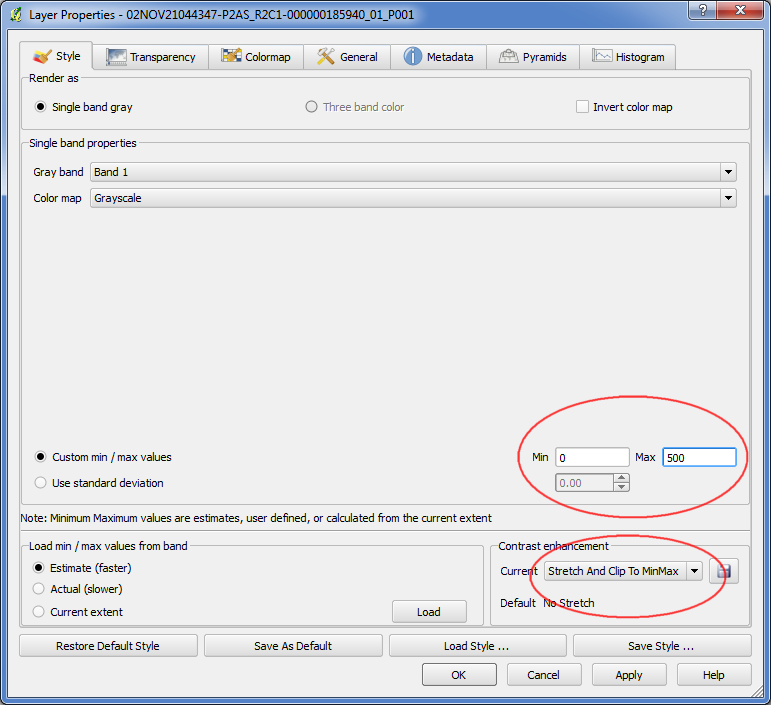 Layer Properties - 02NOV21044347-P2AS_R2C1-000000185940_01_P001
Style Transparency Colormap General Metadata Pyramids Histogram
Render as
Single band gray Three band color Invert color map
Single band properties
Gray band Band 1
Color map Grayscale
Custom min / max values Min 0 Max 500
Use standard deviation 0.00
Note: Minimum Maximum values are estimates, user defined, or calculated from the current extent
Load min / max values from band
Estimate (faster)
Actual (slower)
Current extent Load
Contrast enhancement
Current Stretch And Clip To MinMax
Default No Stretch
Restore Default Style Save As Default Load Style ... Save Style ...
OK Cancel Apply Help